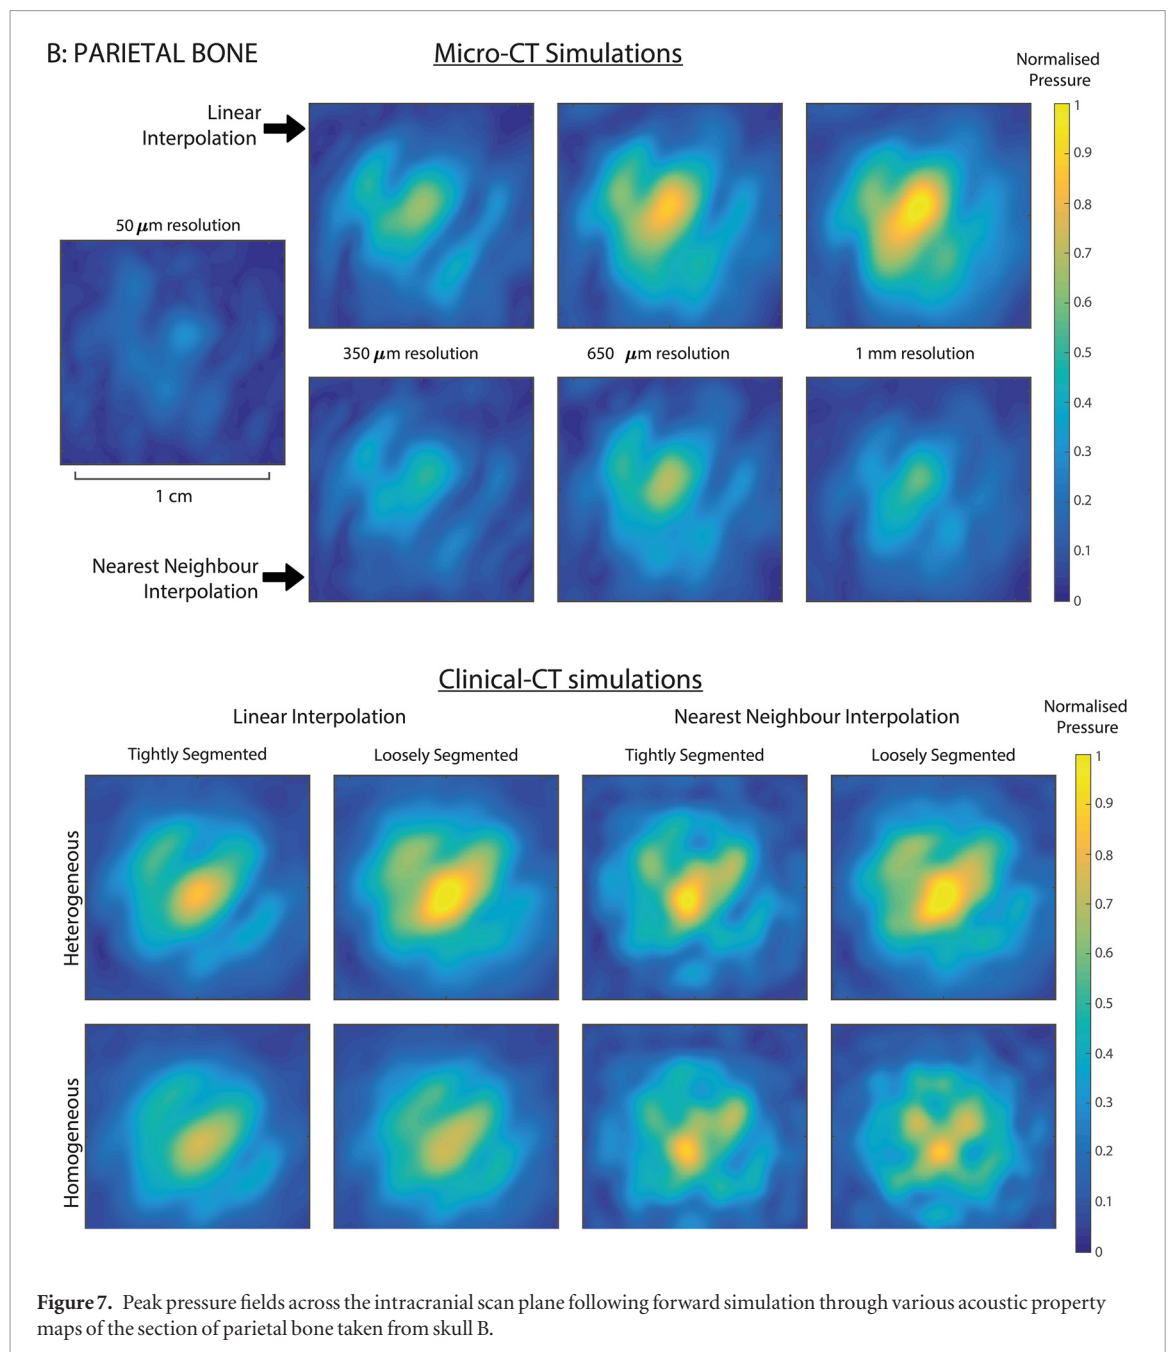 B: PARIETAL BONE
Micro-CT Simulations
Normalised
Pressure
Linear
Interpolation
50 μm resolution
1 cm
350 μm resolution
650 μm resolution
1 mm resolution
Nearest Neighbour
Interpolation
1
0.9
0.8
0.7
0.6
0.5
0.4
0.3
0.2
0.1
0
Clinical-CT simulations
Linear Interpolation
Nearest Neighbour Interpolation
Normalised
Pressure
Tightly Segmented
Loosely Segmented
Tightly Segmented
Loosely Segmented
Heterogeneous
Homogeneous
1
0.9
0.8
0.7
0.6
0.5
0.4
0.3
0.2
0.1
0
Figure 7. Peak pressure fields across the intracranial scan plane following forward simulation through various acoustic property
maps of the section of parietal bone taken from skull B.